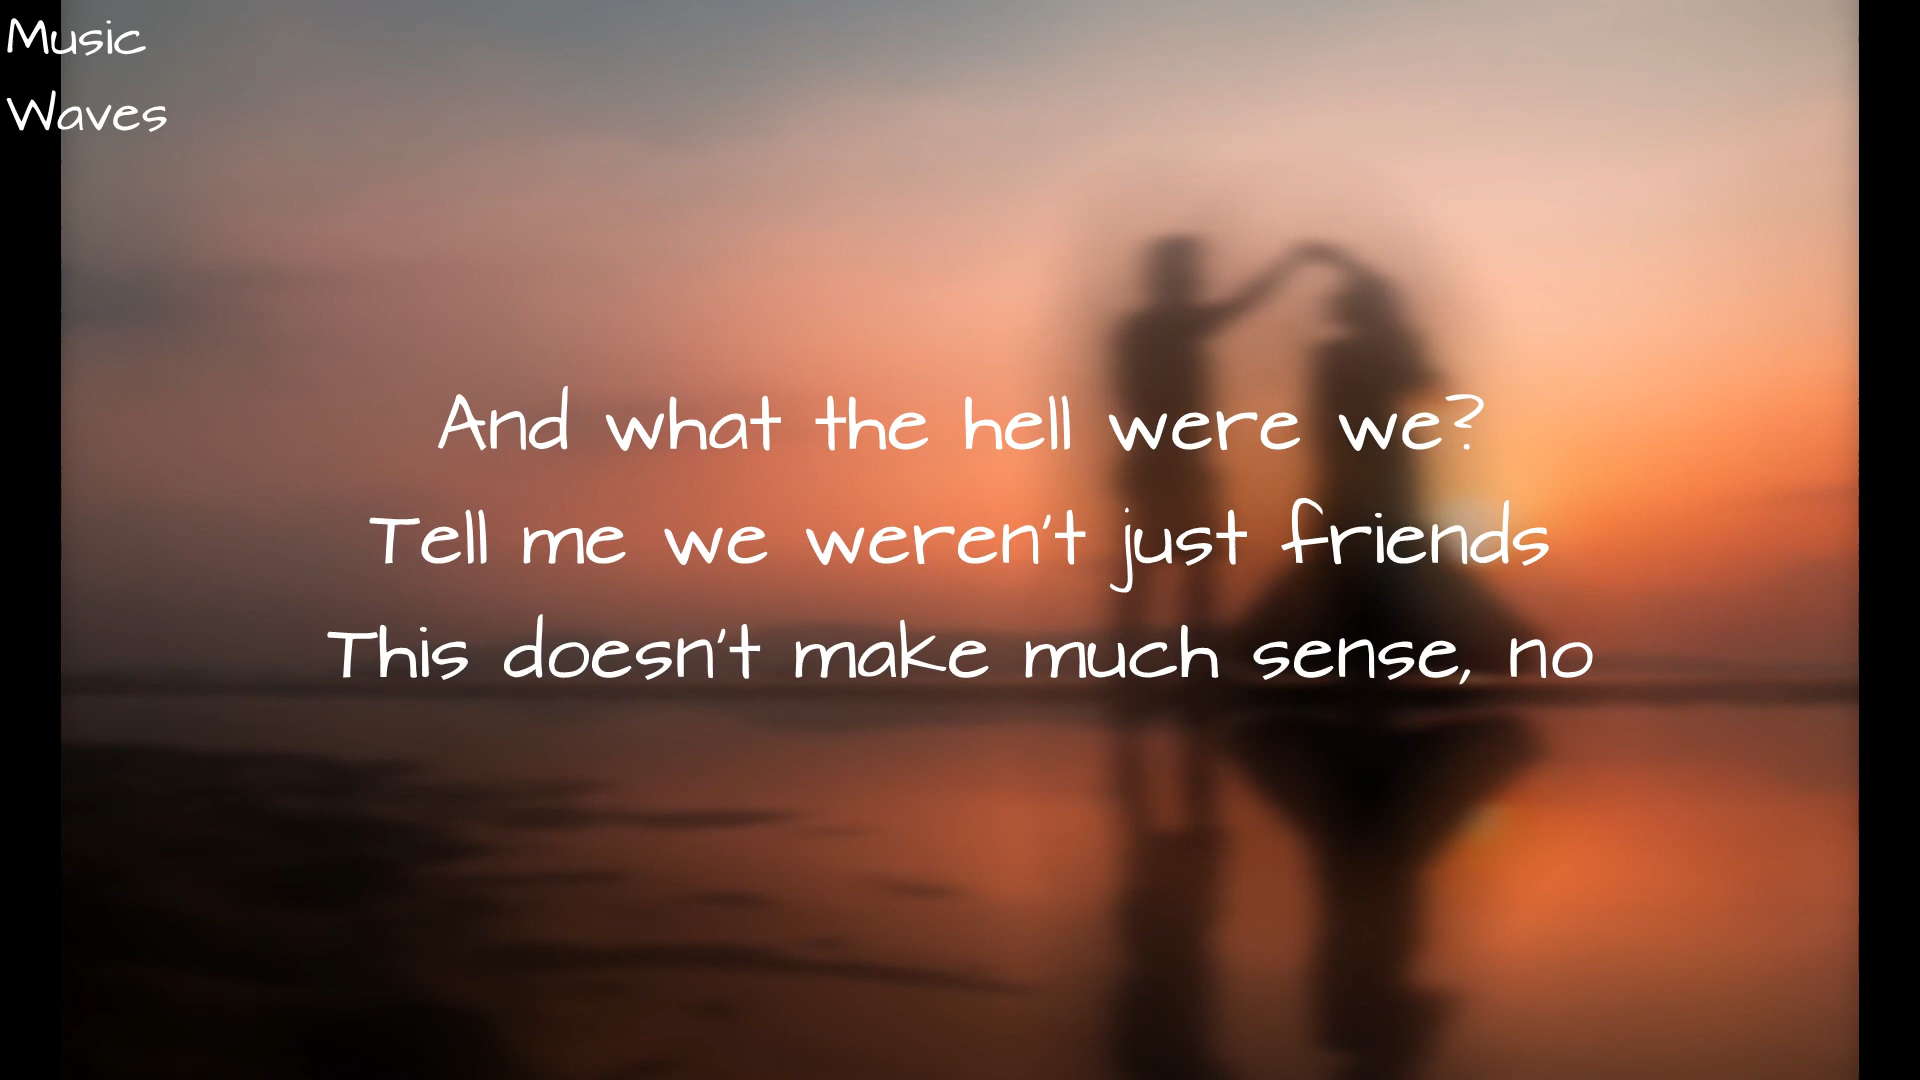 Music
Waves
And what the hell were we?
Tell me we weren't just friends
This doesn't make much sense, no